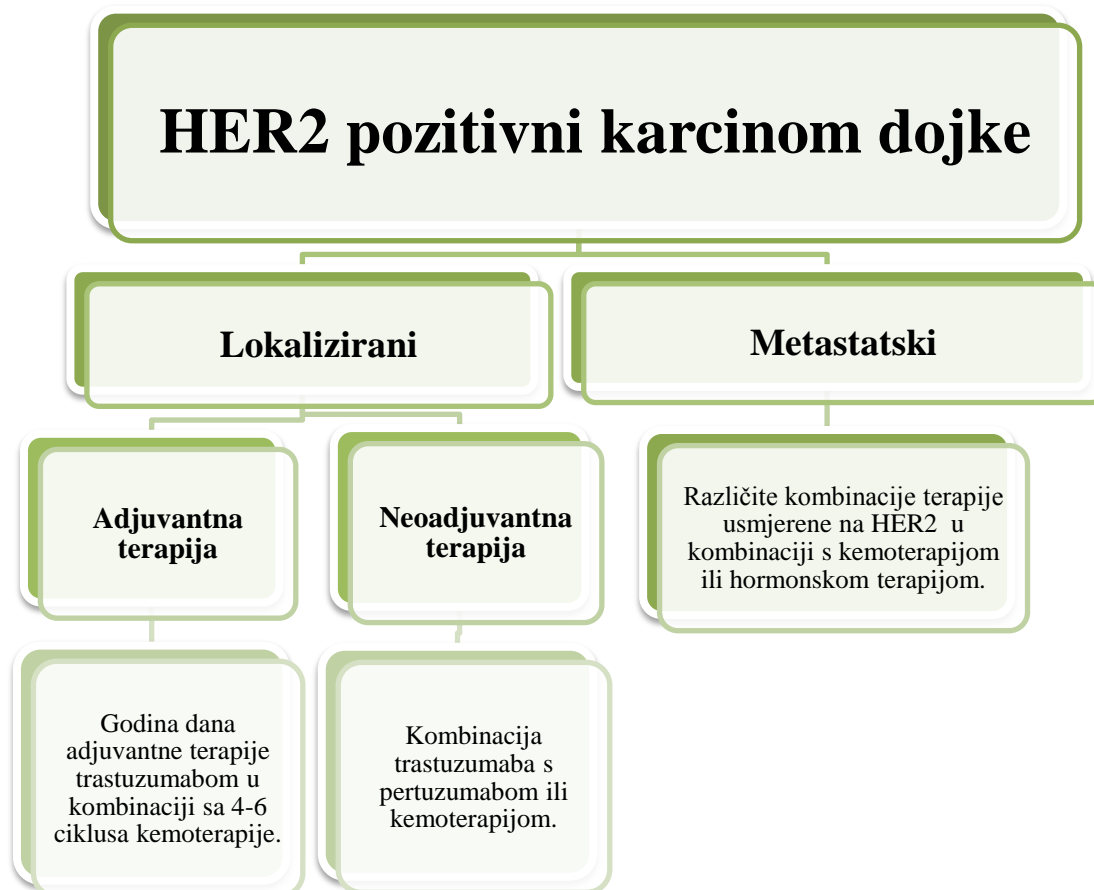 HER2 pozitivni karcinom dojke
Lokalizirani
Metastatski
Adjuvantna
terapija
Neoadjuvantna
terapija
Različite kombinacije terapije
usmjerene na HER2 u
kombinaciji s kemoterapijom
ili hormonskom terapijom.
Godina dana
adjuvantne terapije
trastuzumabom u
kombinaciji sa 4-6
ciklusa kemoterapije.
Kombinacija
trastuzumaba s
pertuzumabom ili
kemoterapijom.